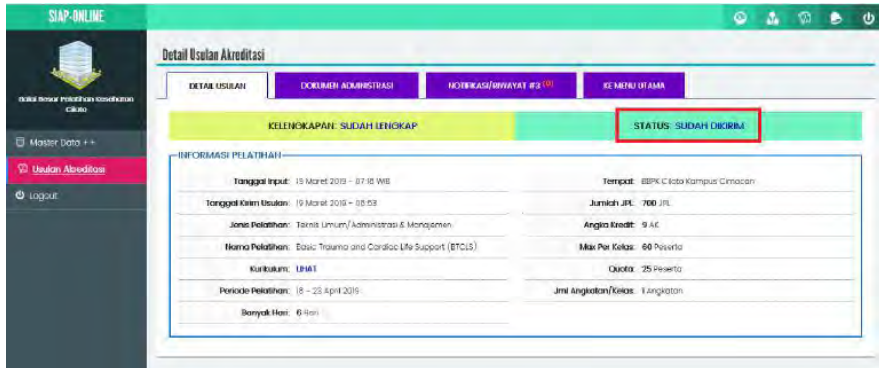 SIAP-ONLINE
Detail Usulan Akreditasi
DETAIL USULAN
DOKUMEN ADMINISTRASI
NOTIFIKASI/RIWAYAT #3
KE MENU UTAMA
Balai Besar Pelatihan Kesehatan
Ciloto
KELENGKAPAN: SUDAH LENGKAP
STATUS: SUDAH DIKIRIM
Master Data ++
Usulan Akreditasi
Logout
INFORMASI PELATIHAN
Tanggal Input: 19 Maret 2019 - 07:18 WIB
Tempat: BBPK Ciloto Kampus Cimacan
Tanggal Kirim Usulan: 19 Maret 2019 - 08:53
Jumlah JPL: 700 JPL
Jenis Pelatihan: Teknis Umum/Administrasi & Manajemen
Angka Kredit: 9 AK
Nama Pelatihan: Basic Trauma and Cardiac Life Support (BTCLS)
Max Per Kelas: 60 Peserta
Kurikulum: LIHAT
Quota: 25 Peserta
Periode Pelatihan: 18 - 23 April 2019
Jml Angkatan/Kelas: 1 Angkatan
Banyak Hari: 6 Hari